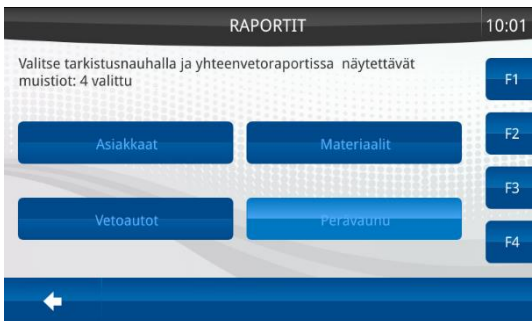 RAPORTIT
10:01
Valitse tarkistusnauhalla ja yhteenvetoraportissa näytettävät
muistiot: 4 valittu
F1
Asiakkaat
Materiaalit
F2
F3
Vetoautot
Perävaunu
F4